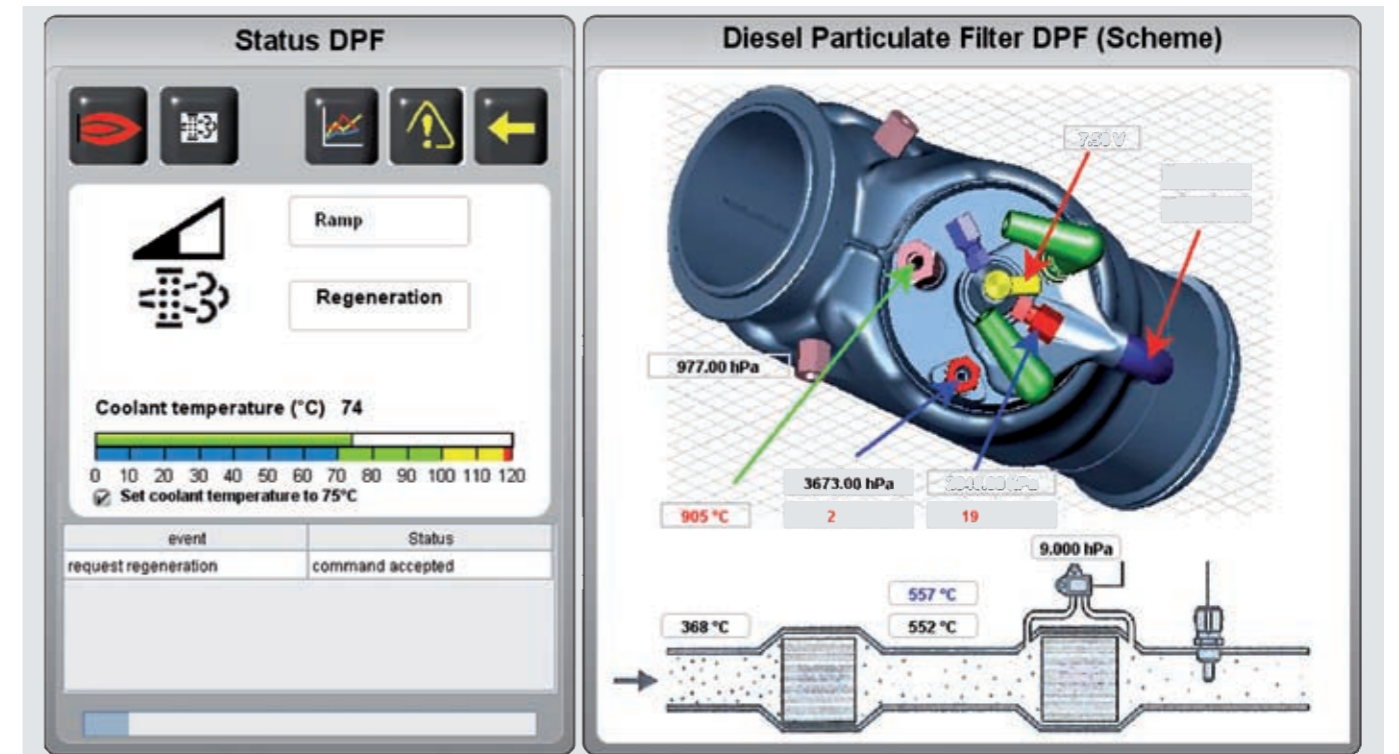 Status DPF
Ramp
Regeneration
Coolant temperature (°C) 74
0 10 20 30 40 50 60 70 80 90 100 110 120
Set coolant temperature to 75°C
event Status
request regeneration command accepted
Diesel Particulate Filter DPF (Scheme)
7.50 V
977.00 hPa
3673.00 hPa
905 °C 2 19
9.000 hPa
557 °C
368 °C 552 °C